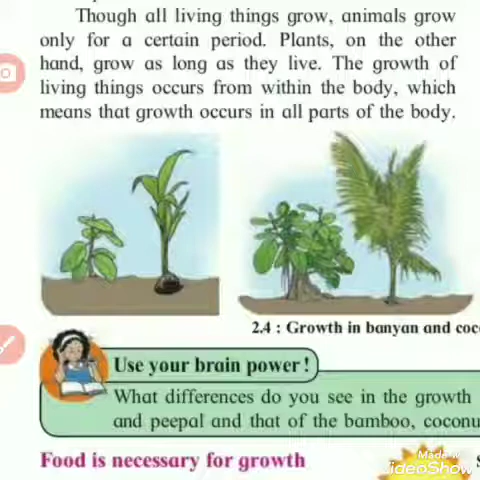 Though all living things grow, animals grow
only for a certain period. Plants, on the other
hand, grow as long as they live. The growth of
living things occurs from within the body, which
means that growth occurs in all parts of the body.
2.4 : Growth in banyan and coc
Use your brain power !
What differences do you see in the growth
and peepal and that of the bamboo, coconu
Food is necessary for growth
Made w
VideoShow